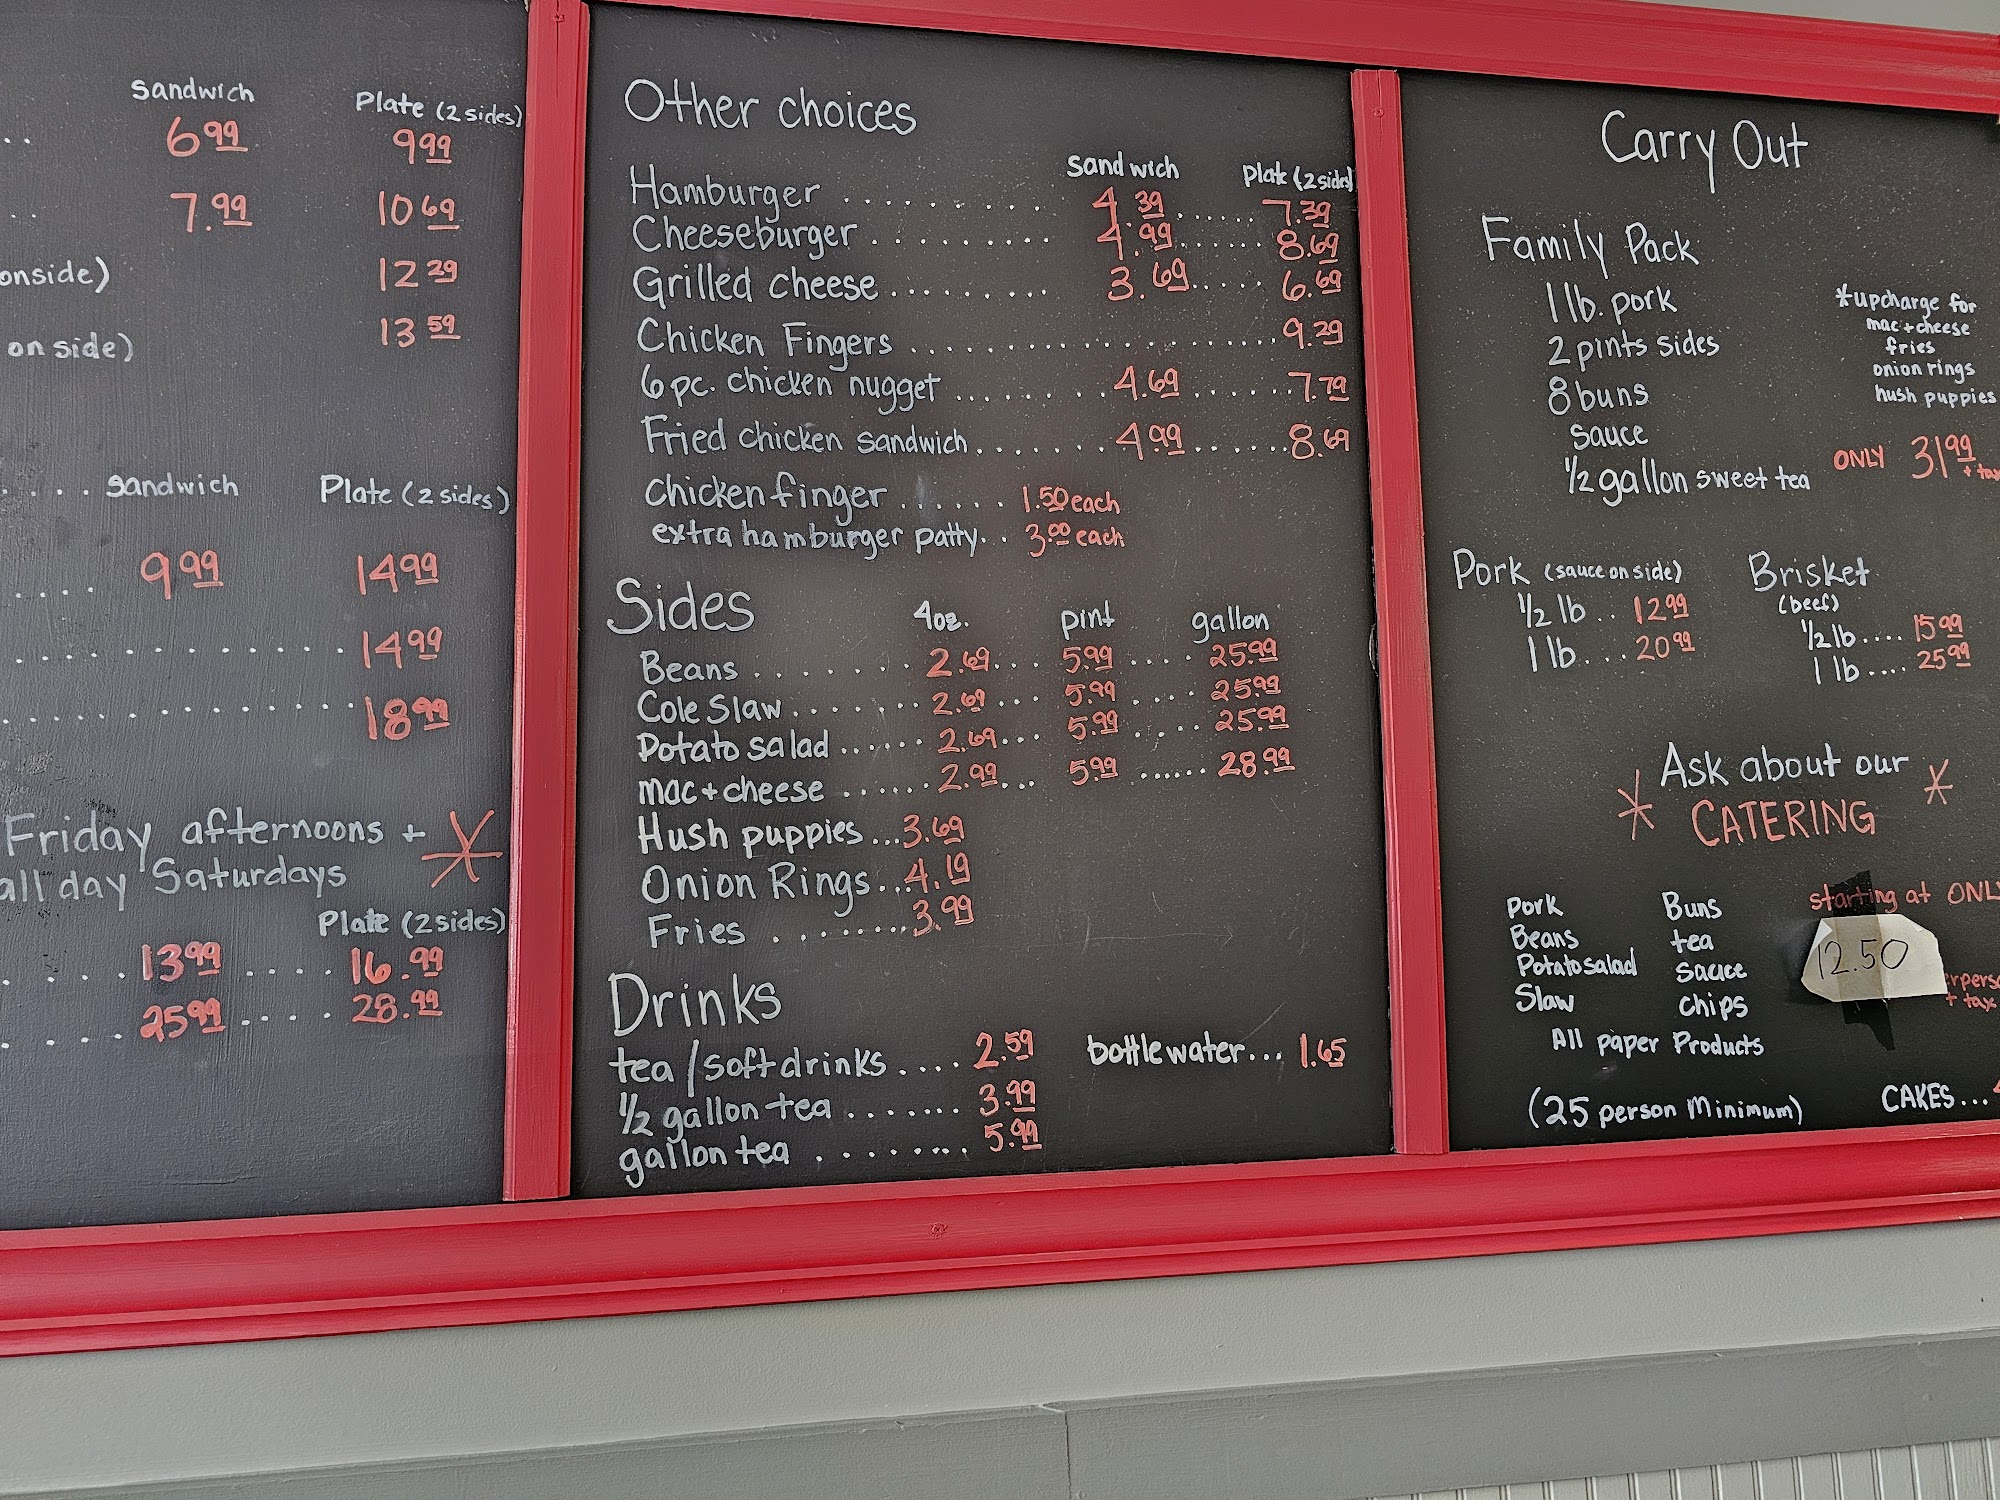 sandwich Plate (2 sides)
.. 6.99 9.99
.. 7.99 10.69
onside) 12.29
on side) 13.59
.... sandwich Plate (2 sides)
.... 9.99 14.99
............... 14.99
............... 18.99
Friday afternoons + *
all day Saturdays
Plate (2 sides)
.... 13.99 .... 16.99
.... 25.99 .... 28.99
Other choices
sandwich Plate (2 sides)
Hamburger ........... 4.39 ...... 7.39
Cheeseburger ......... 4.99 ...... 8.69
Grilled cheese ......... 3.69 ..... 6.69
Chicken Fingers .................. 9.29
6 pc. chicken nugget ........ 4.69 ...... 7.79
Fried chicken sandwich ....... 4.99 ...... 8.69
Chicken finger ...... 1.50 each
extra hamburger patty .. 3.00 each
Sides 4oz. pint gallon
Beans ....... 2.69 ... 5.99 .... 25.99
Cole Slaw ....... 2.69 ... 5.99 .... 25.99
Potato salad ...... 2.69 ... 5.99 ..... 25.99
mac + cheese ...... 2.99 ... 5.99 ...... 28.99
Hush puppies ... 3.69
Onion Rings ... 4.19
Fries ........ 3.99
Drinks
tea / soft drinks .... 2.59 bottle water ... 1.65
1/2 gallon tea ....... 3.99
gallon tea ........ 5.99
Carry Out
Family Pack
1 lb. pork
2 pints sides
8 buns
sauce
1/2 gallon sweet tea
*upcharge for
mac + cheese
fries
onion rings
hush puppies
ONLY 31.99
+ tax
Pork (sauce on side)
1/2 lb .. 12.99
1 lb ... 20.99
Brisket
(beef)
1/2 lb .... 15.99
1 lb .... 25.99
Ask about our
* CATERING *
Pork Buns
Beans tea
Potato salad sauce
Slaw Chips
All paper Products
starting at ONLY
12.50
+ tax
(25 person Minimum)
CAKES...